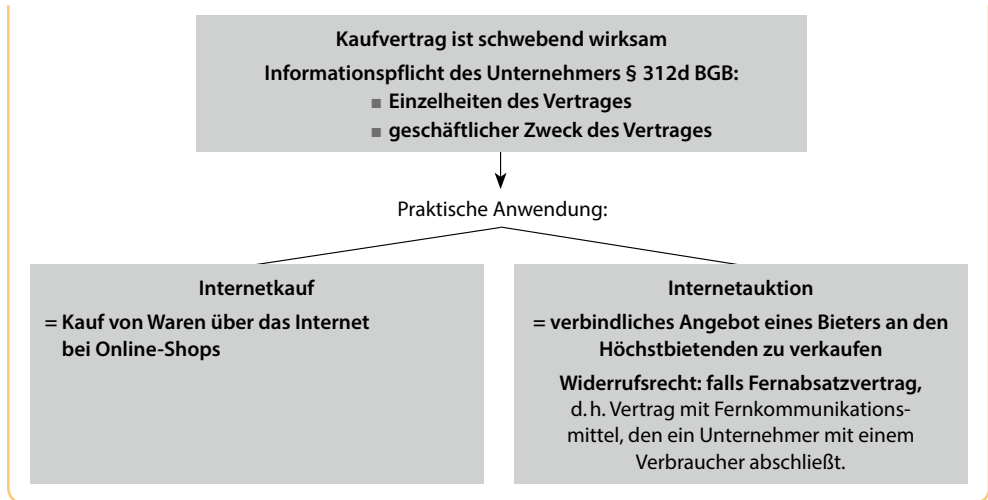 Kaufvertrag ist schwebend wirksam
Informationspflicht des Unternehmers § 312d BGB:
■ Einzelheiten des Vertrages
■ geschäftlicher Zweck des Vertrages
Praktische Anwendung:
Internetkauf
= Kauf von Waren über das Internet
bei Online-Shops
Internetauktion
= verbindliches Angebot eines Bieters an den
Höchstbietenden zu verkaufen
Widerrufsrecht: falls Fernabsatzvertrag,
d. h. Vertrag mit Fernkommunikations-
mittel, den ein Unternehmer mit einem
Verbraucher abschließt.